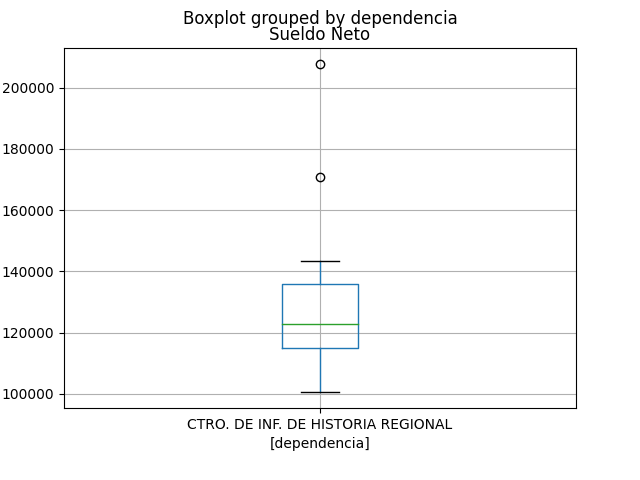 Boxplot grouped by dependencia
Sueldo Neto
200000
180000
160000
140000
120000
100000
CTRO. DE INF. DE HISTORIA REGIONAL
[dependencia]